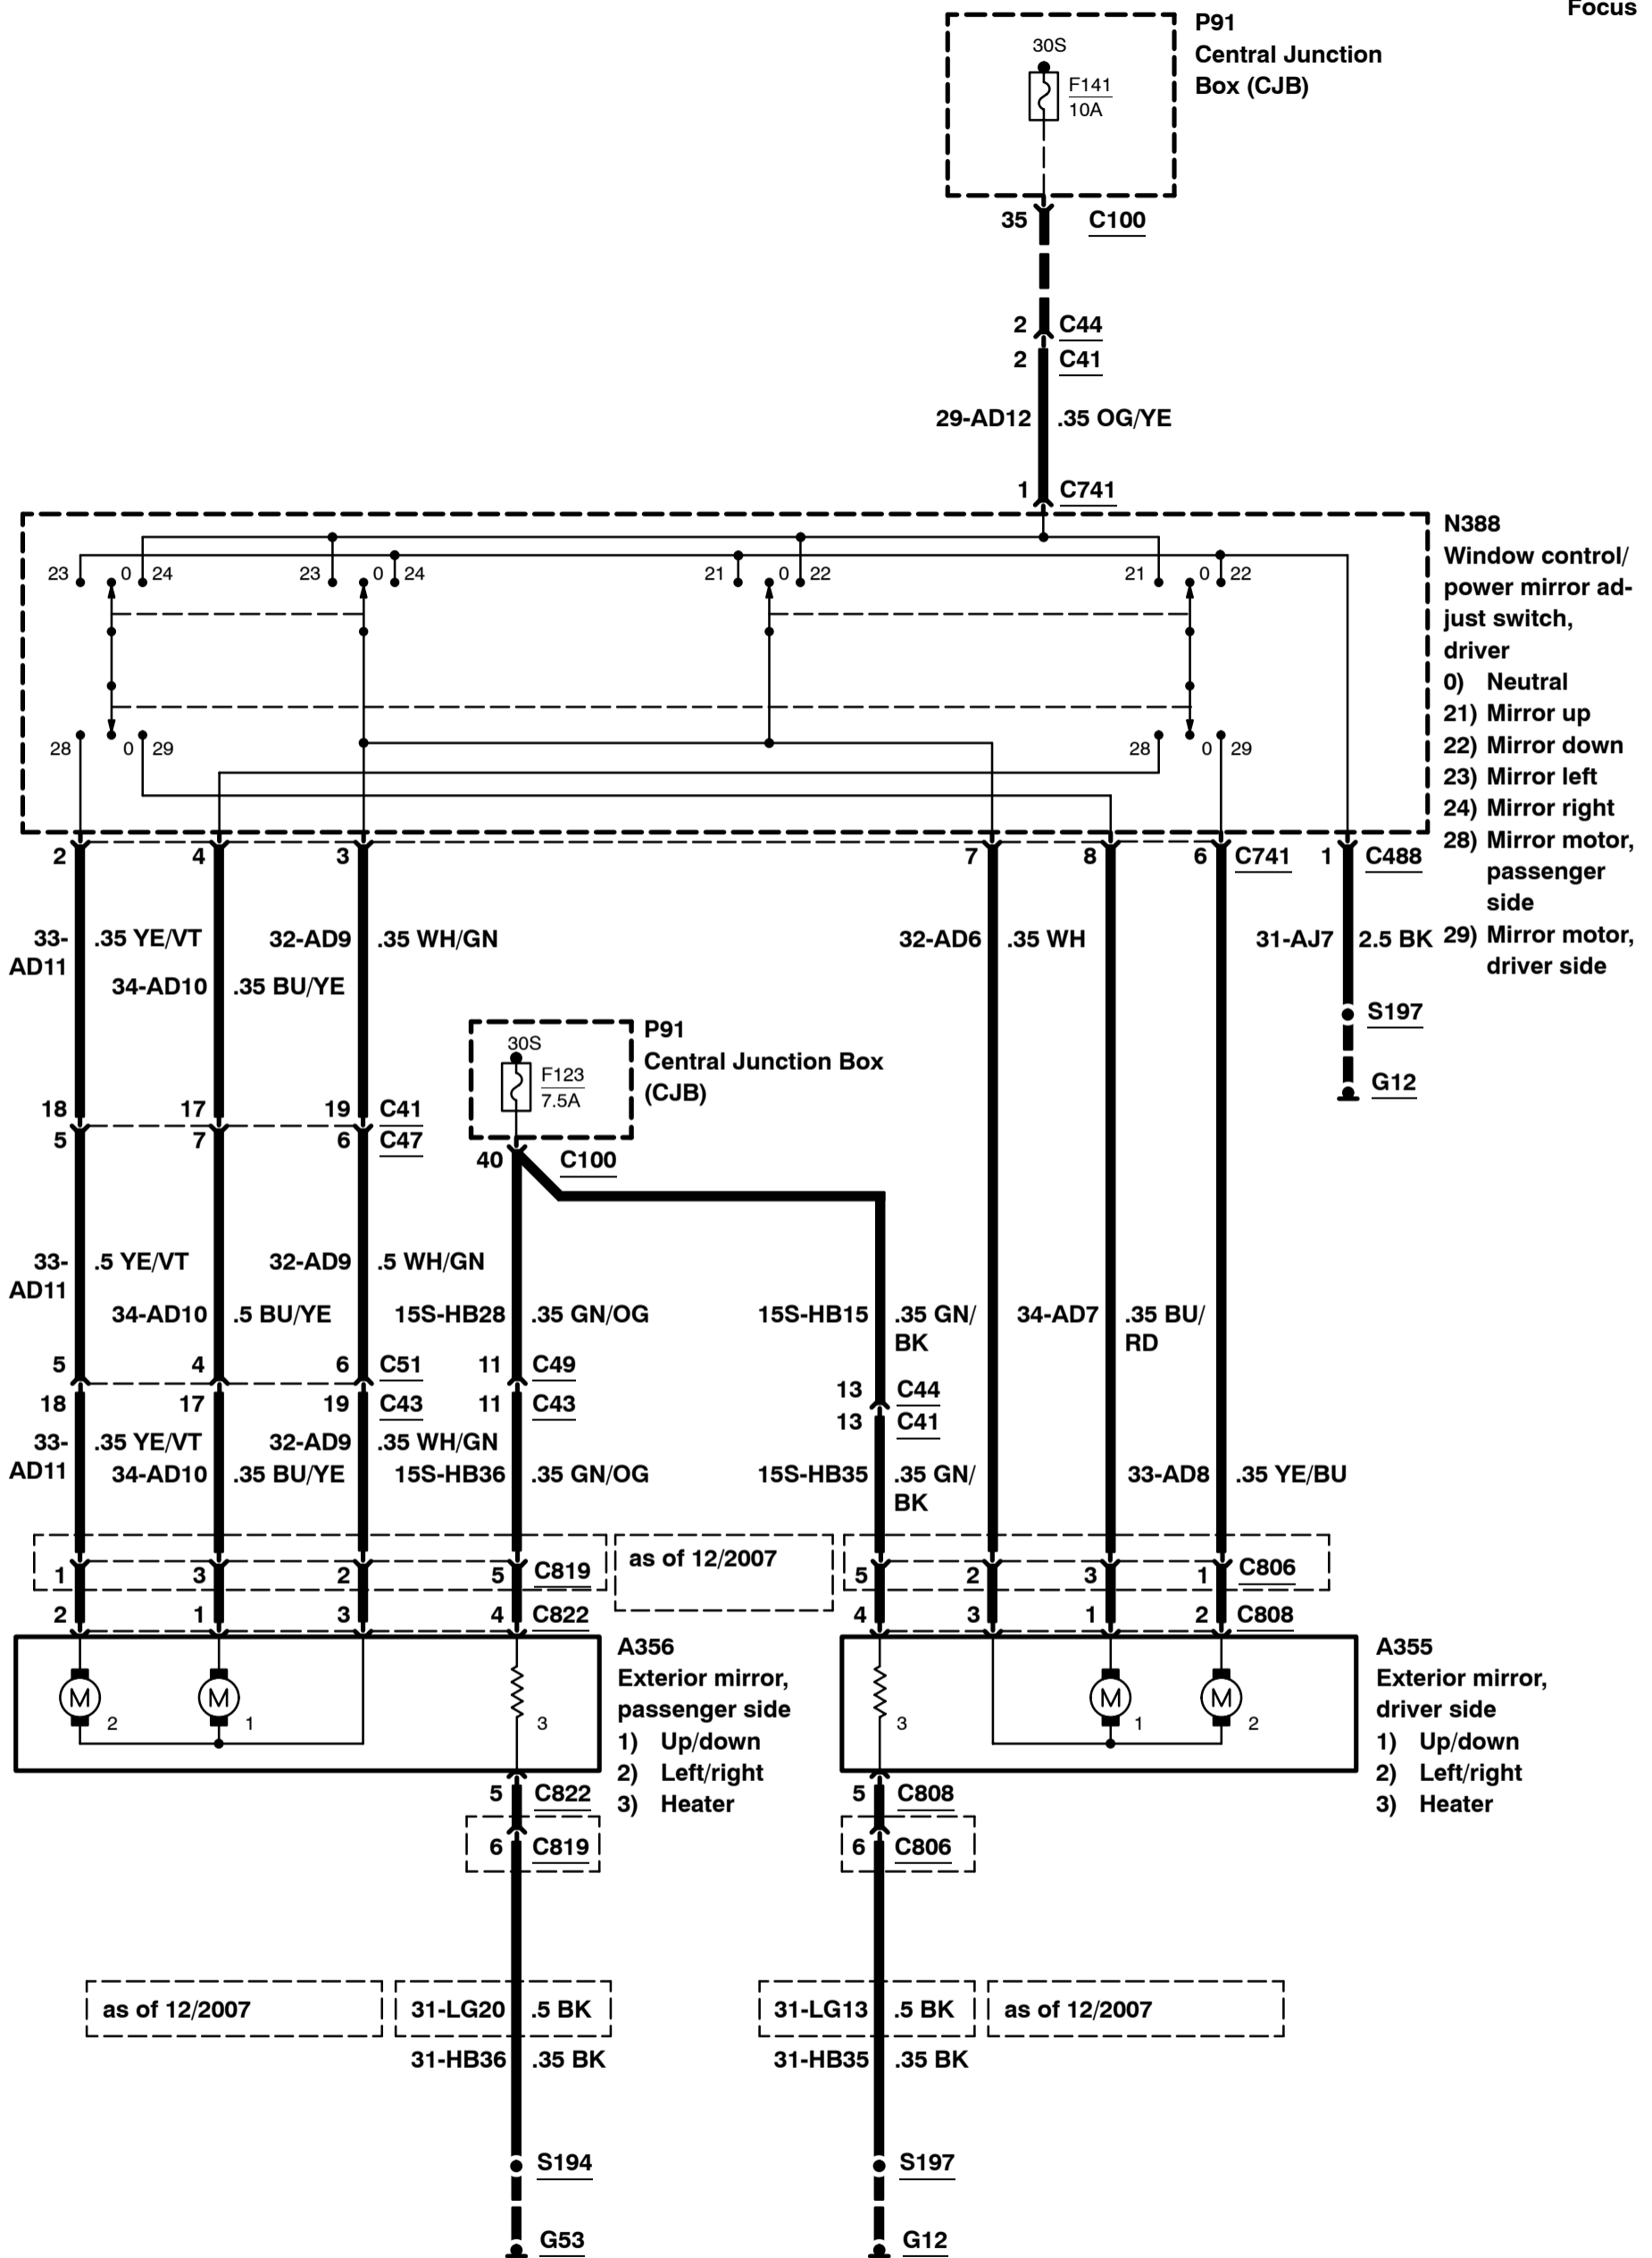 Focus
P91
Central Junction
Box (CJB)
30S
F141
10A
35 C100
2 C44
2 C41
29-AD12 .35 OG/YE
1 C741
N388
Window control/
power mirror ad-
just switch,
driver
0) Neutral
21) Mirror up
22) Mirror down
23) Mirror left
24) Mirror right
28) Mirror motor,
passenger
side
29) Mirror motor,
driver side
23 0 24 23 0 24 21 0 22 21 0 22
28 0 29 28 0 29
2 4 3 7 8 6 C741 1 C488
33-
AD11
.35 YE/VT 32-AD9 .35 WH/GN 32-AD6 .35 WH 31-AJ7 2.5 BK
34-AD10 .35 BU/YE
S197
G12
P91
Central Junction Box
(CJB)
30S
F123
7.5A
40 C100
18 17 19 C41
5 7 6 C47
33-
AD11
.5 YE/VT 32-AD9 .5 WH/GN
34-AD10 .5 BU/YE 15S-HB28 .35 GN/OG 15S-HB15 .35 GN/
BK
34-AD7 .35 BU/
RD
5 4 6 C51 11 C49
13 C44
18 17 19 C43 11 C43
13 C41
33-
AD11
.35 YE/VT 32-AD9 .35 WH/GN
34-AD10 .35 BU/YE 15S-HB36 .35 GN/OG 15S-HB35 .35 GN/
BK
33-AD8 .35 YE/BU
as of 12/2007
1 3 2 5 C819 5 2 3 1 C806
2 1 3 4 C822 4 3 1 2 C808
M 2 M 1 3
A356
Exterior mirror,
passenger side
1) Up/down
2) Left/right
3) Heater
3 M 1 M 2
A355
Exterior mirror,
driver side
1) Up/down
2) Left/right
3) Heater
5 C822 5 C808
6 C819 6 C806
as of 12/2007 31-LG20 .5 BK 31-LG13 .5 BK as of 12/2007
31-HB36 .35 BK 31-HB35 .35 BK
S194 S197
G53 G12